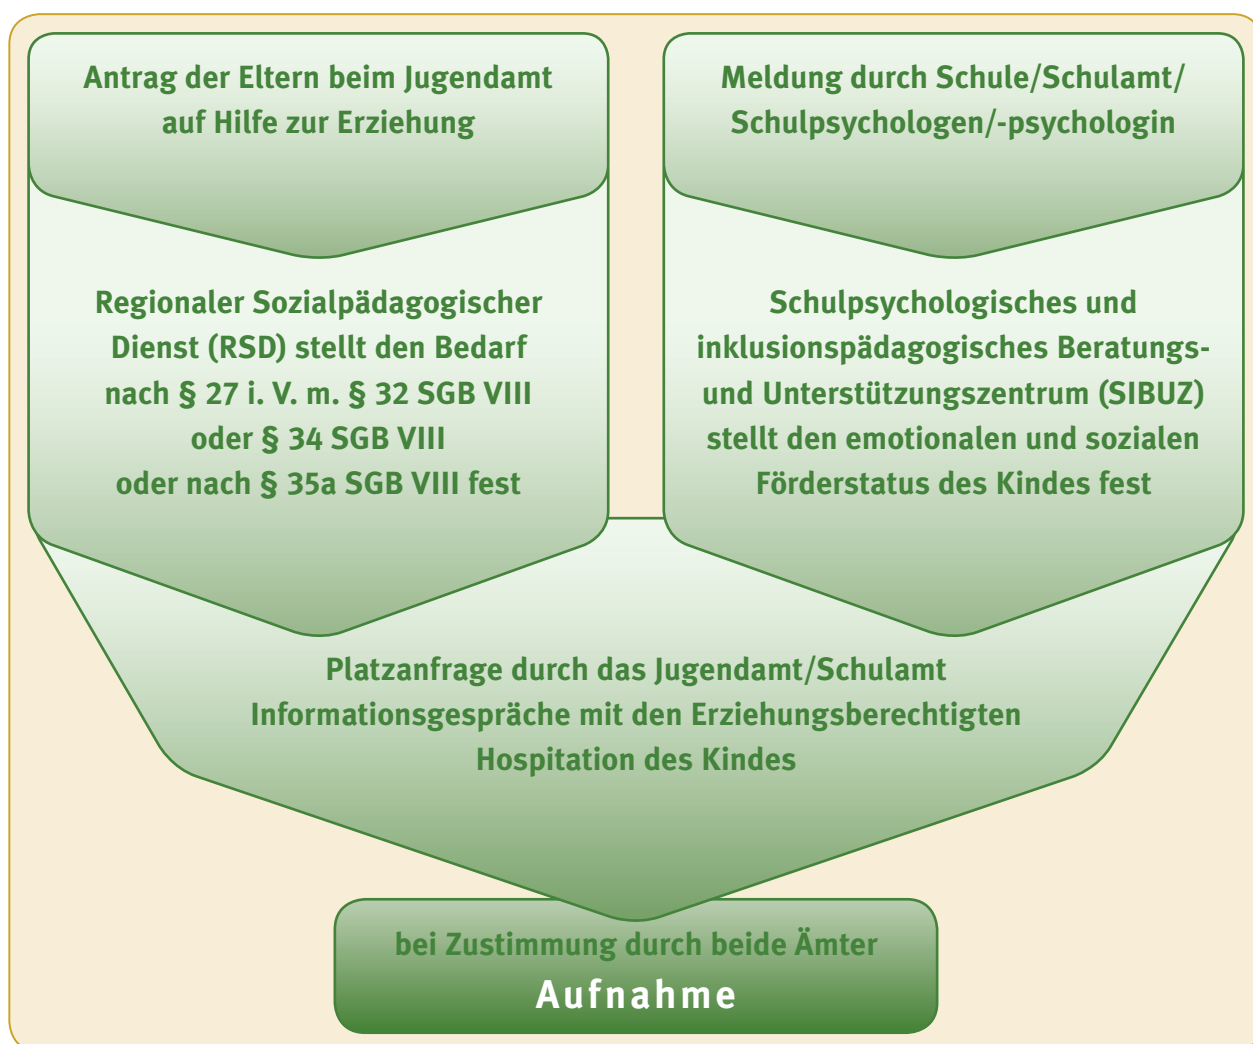 Antrag der Eltern beim Jugendamt
auf Hilfe zur Erziehung
Regionaler Sozialpädagogischer
Dienst (RSD) stellt den Bedarf
nach § 27 i. V. m. § 32 SGB VIII
oder § 34 SGB VIII
oder nach § 35a SGB VIII fest
Meldung durch Schule/Schulamt/
Schulpsychologen/-psychologin
Schulpsychologisches und
inklusionspädagogisches Beratungs-
und Unterstützungszentrum (SIBUZ)
stellt den emotionalen und sozialen
Förderstatus des Kindes fest
Platzanfrage durch das Jugendamt/Schulamt
Informationsgespräche mit den Erziehungsberechtigten
Hospitation des Kindes
bei Zustimmung durch beide Ämter
Aufnahme